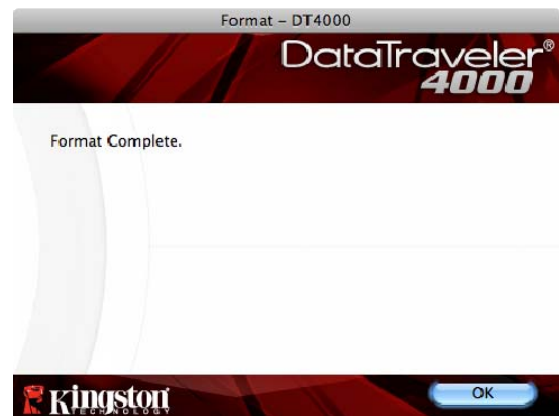 Format – DT4000
DataTraveler®
4000
Format Complete.
Kingston
TECHNOLOGY
OK